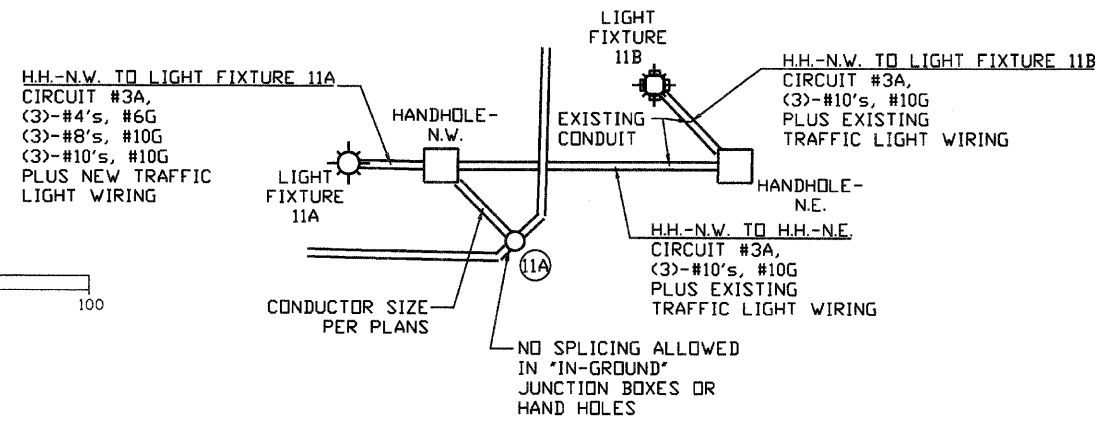 LIGHT
FIXTURE
11B
H.H.-N.W. TO LIGHT FIXTURE 11A
CIRCUIT #3A,
(3)-#4's, #6G
(3)-#8's, #10G
(3)-#10's, #10G
PLUS NEW TRAFFIC
LIGHT WIRING
HANDHOLE-
N.W.
EXISTING
CONDUIT
H.H.-N.W. TO LIGHT FIXTURE 11B
CIRCUIT #3A,
(3)-#10's, #10G
PLUS EXISTING
TRAFFIC LIGHT WIRING
LIGHT
FIXTURE
11A
HANDHOLE-
N.E.
H.H.-N.W. TO H.H.-N.E.
CIRCUIT #3A,
(3)-#10's, #10G
PLUS EXISTING
TRAFFIC LIGHT WIRING
11A
100
CONDUCTOR SIZE
PER PLANS
NO SPLICING ALLOWED
IN "IN-GROUND"
JUNCTION BOXES OR
HAND HOLES